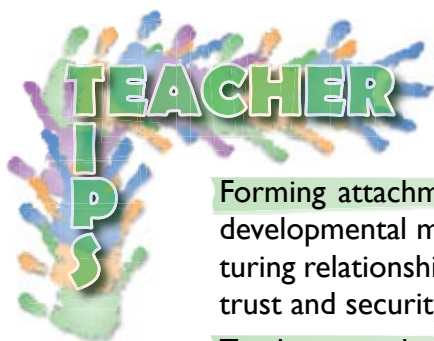 TEACHER
TIPS
Forming attachm
developmental m
turing relationshi
trust and securit